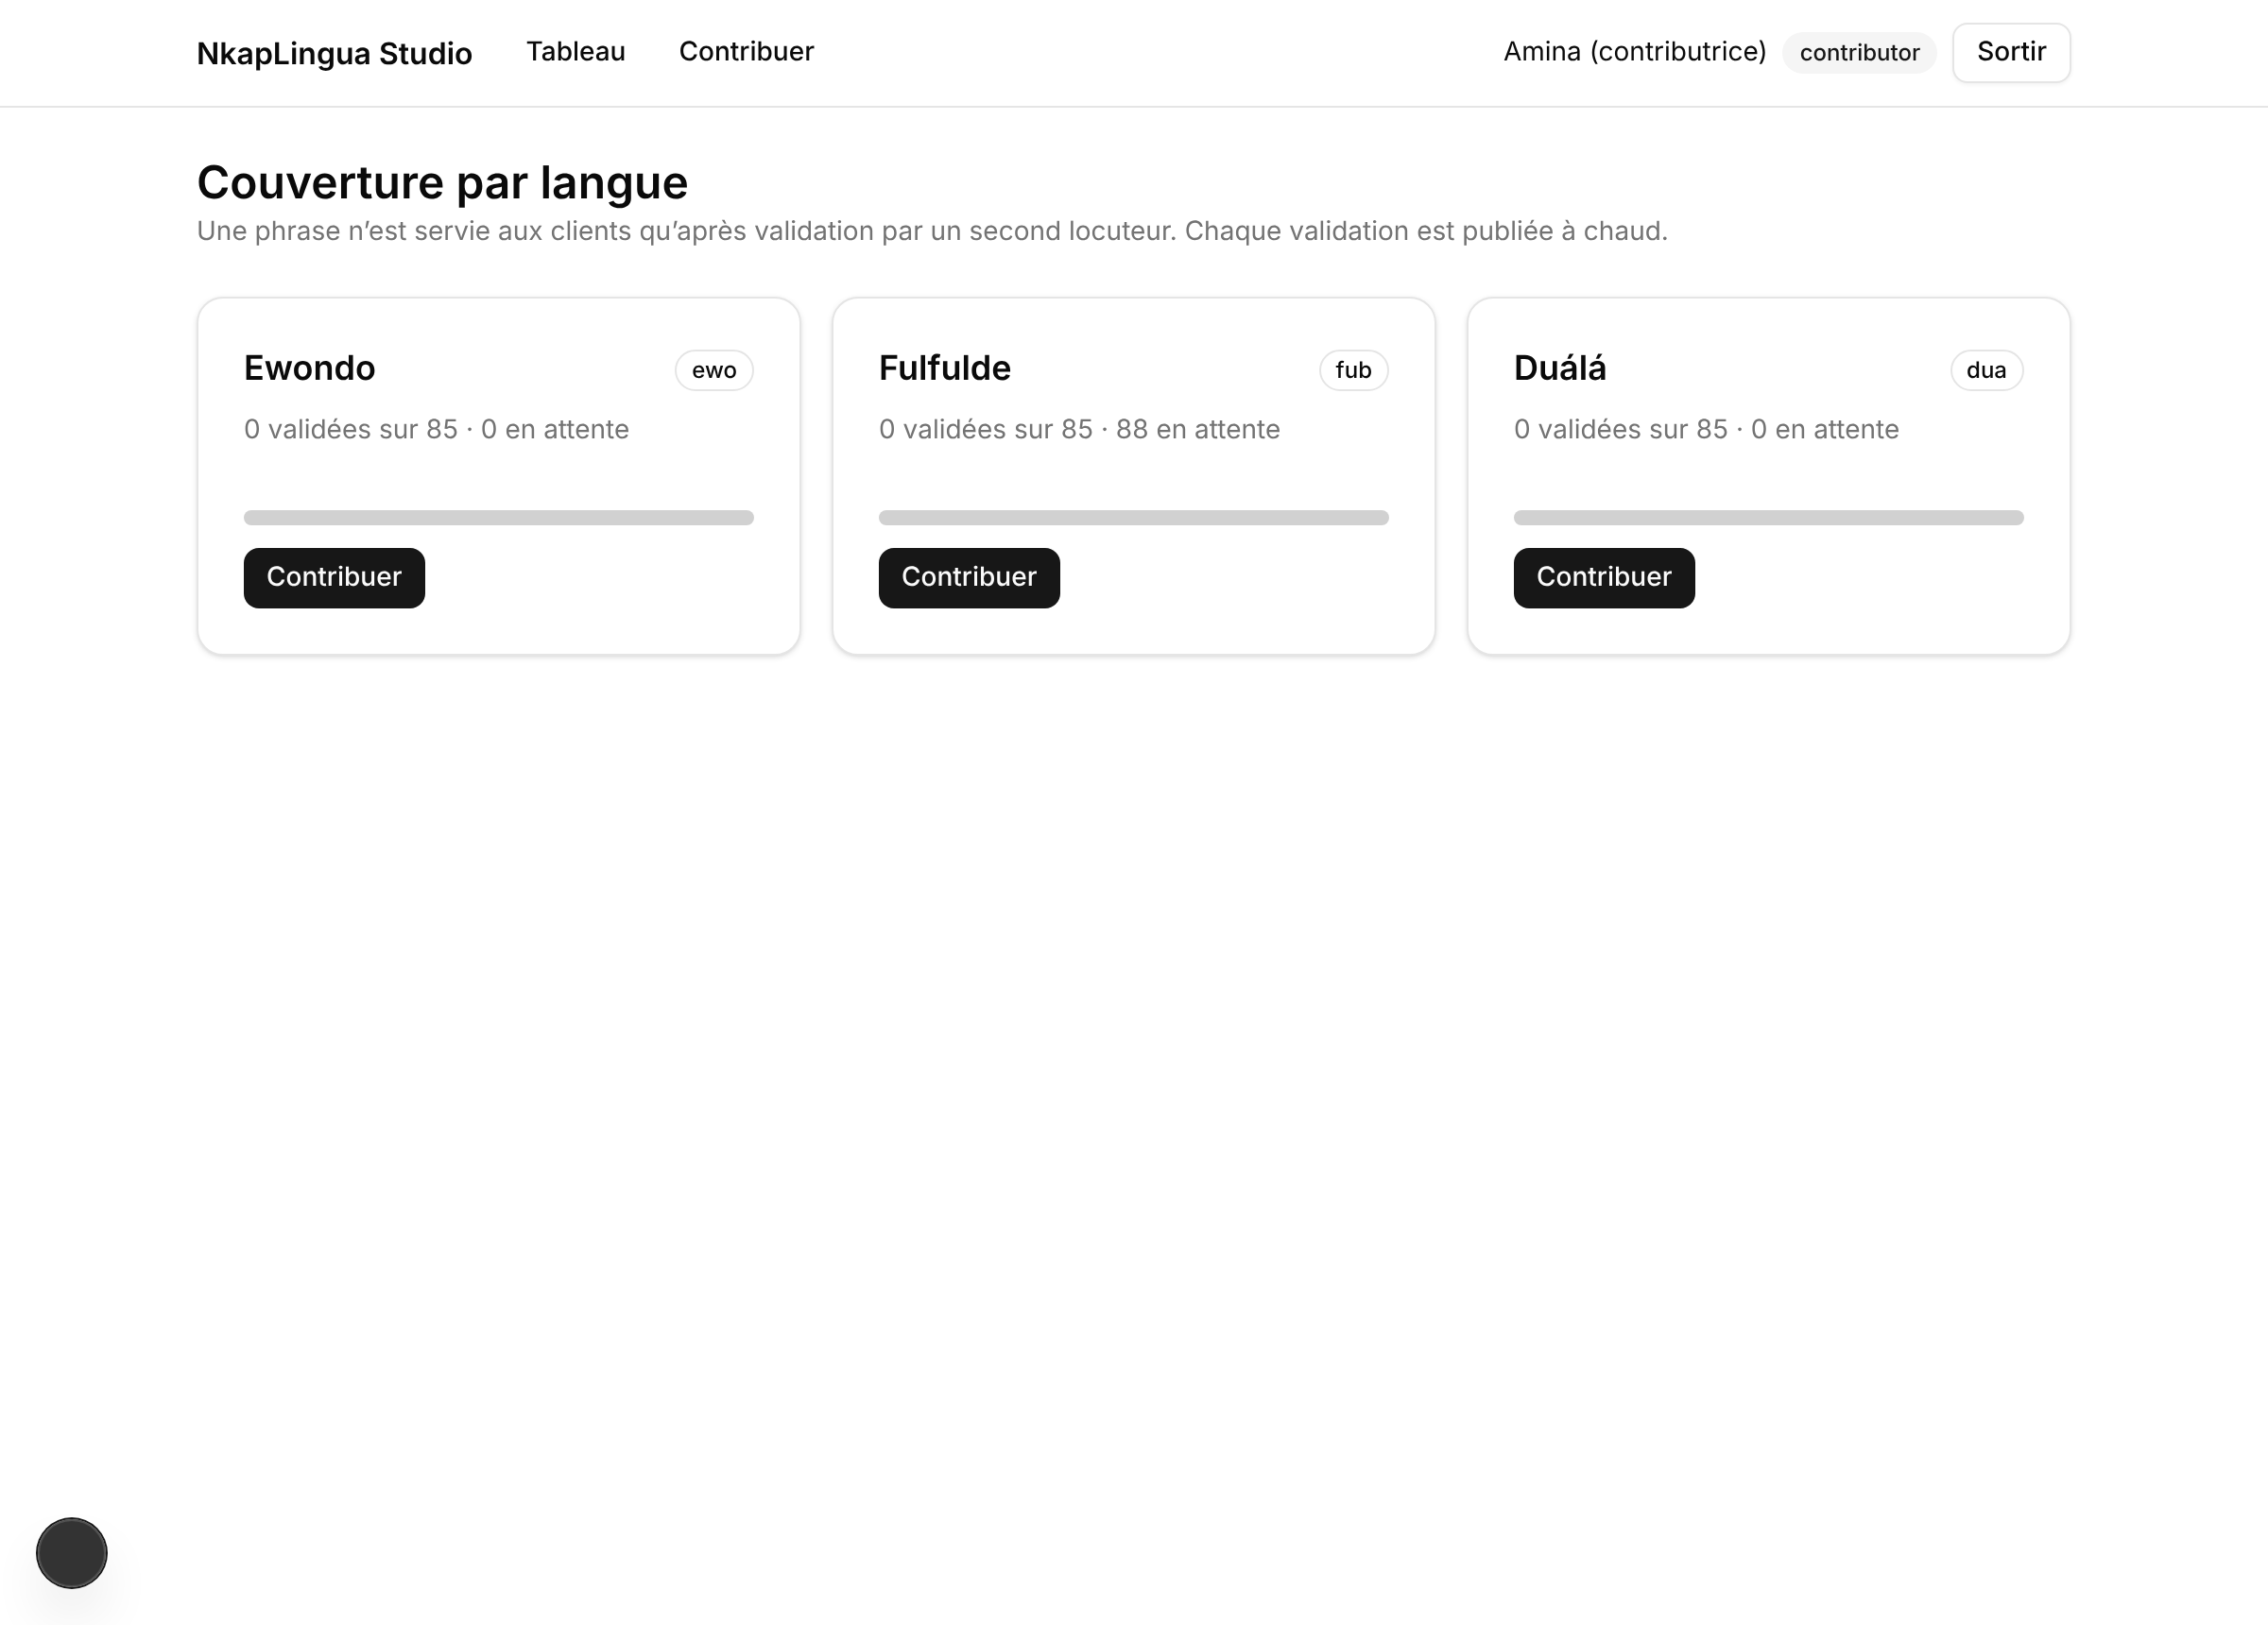 NkapLingua Studio Tableau Contribuer Amina (contributrice) contributor Sortir
Couverture par langue
Une phrase n’est servie aux clients qu’après validation par un second locuteur. Chaque validation est publiée à chaud.
Ewondo ewo
0 validées sur 85 · 0 en attente
Contribuer
Fulfulde fub
0 validées sur 85 · 88 en attente
Contribuer
Duálá dua
0 validées sur 85 · 0 en attente
Contribuer